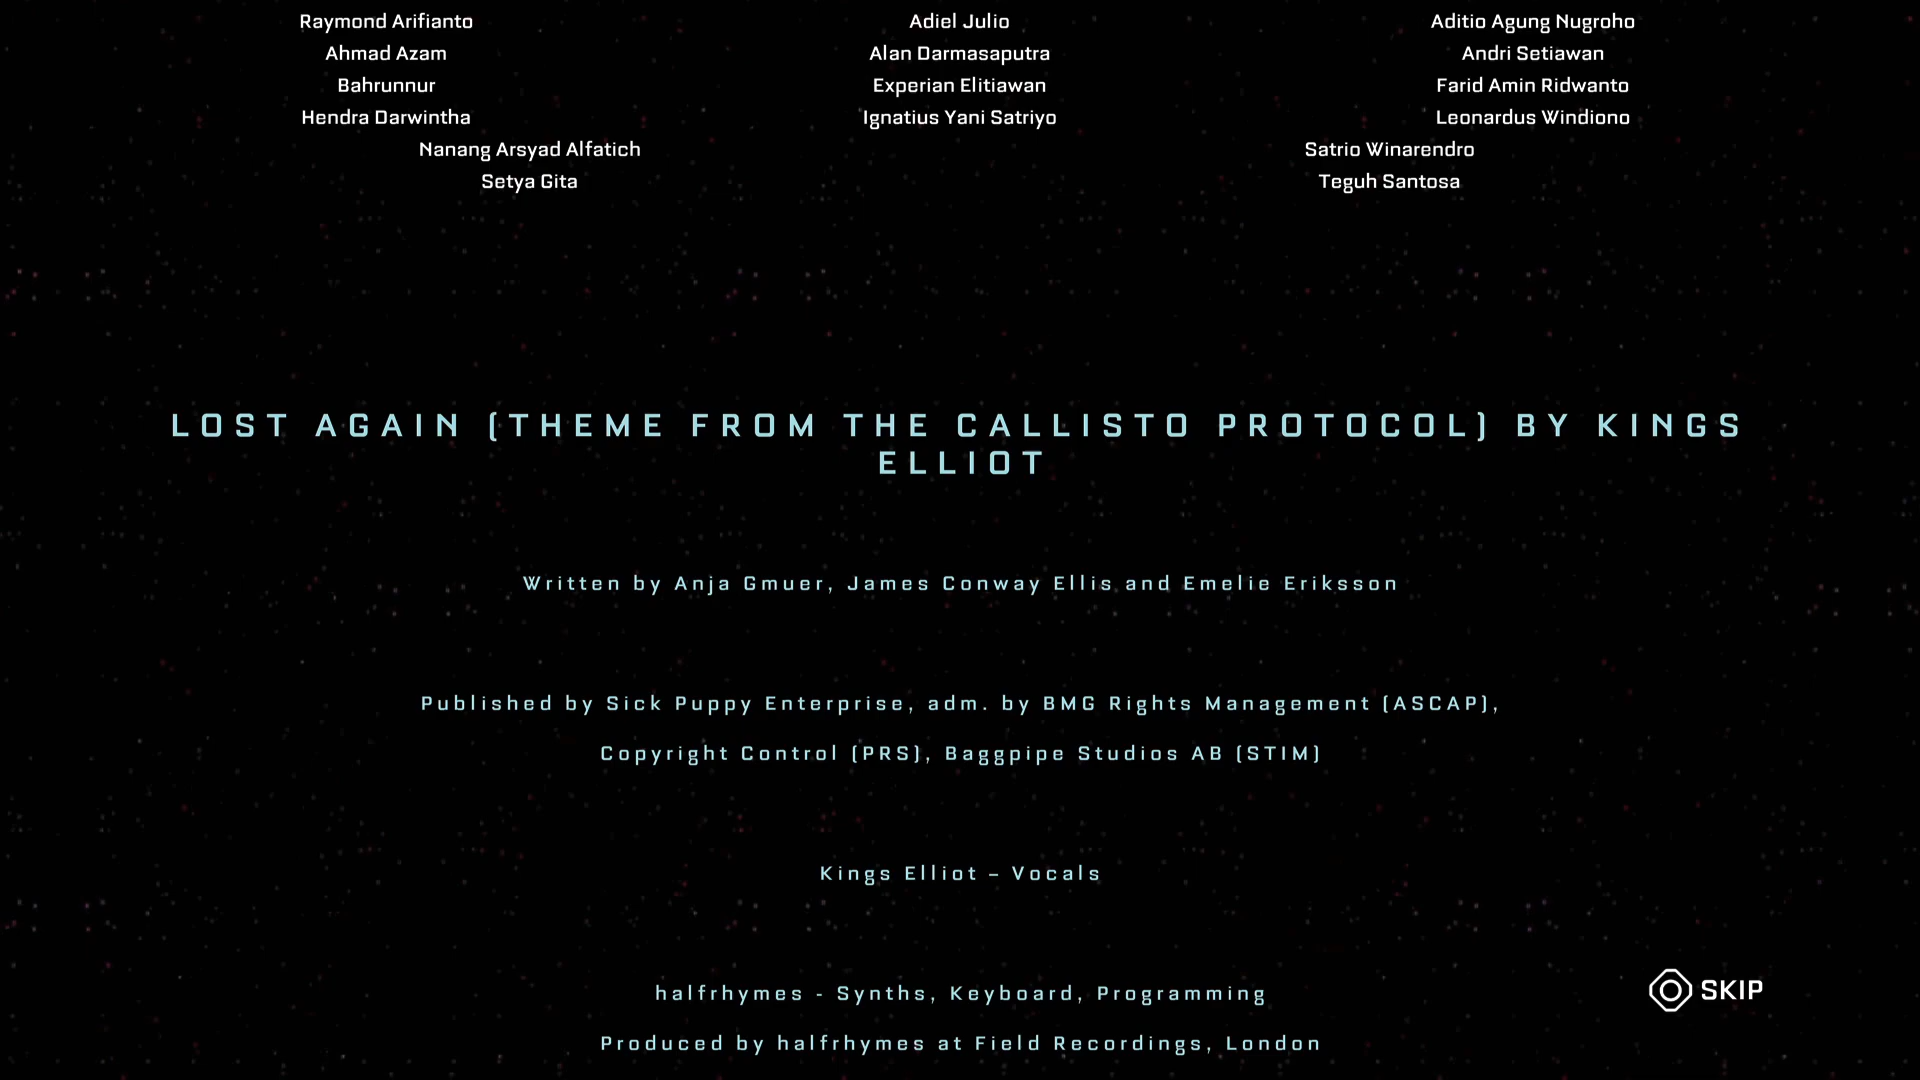 Raymond Arifianto Adiel Julio Aditio Agung Nugroho
Ahmad Azam Alan Darmasaputra Andri Setiawan
Bahrunnur Experian Elitiawan Farid Amin Ridwanto
Hendra Darwintha Ignatius Yani Satriyo Leonardus Windiono
Nanang Arsyad Alfatich Satrio Winarendro
Setya Gita Teguh Santosa
LOST AGAIN (THEME FROM THE CALLISTO PROTOCOL) BY KINGS
ELLIOT
Written by Anja Gmuer, James Conway Ellis and Emelie Eriksson
Published by Sick Puppy Enterprise, adm. by BMG Rights Management (ASCAP),
Copyright Control (PRS), Baggpipe Studios AB (STIM)
Kings Elliot – Vocals
halfrhymes - Synths, Keyboard, Programming
SKIP
Produced by halfrhymes at Field Recordings, London